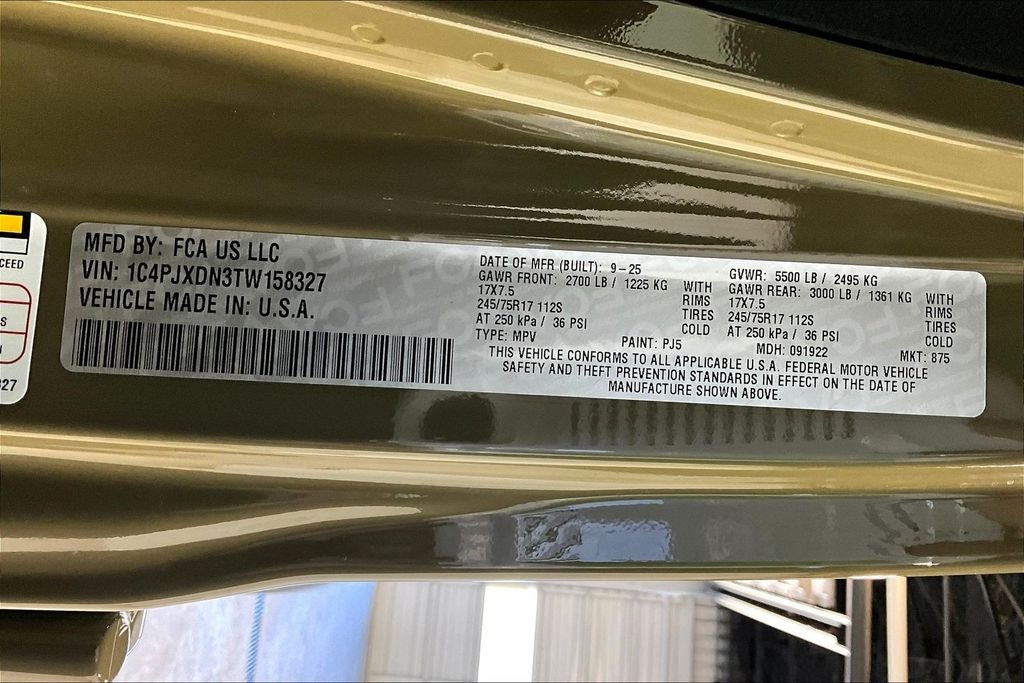 MFD BY: FCA US LLC
VIN: 1C4PJXDN3TW158327
VEHICLE MADE IN: U.S.A.
DATE OF MFR (BUILT): 9-25
GAWR FRONT: 2700 LB / 1225 KG WITH
17X7.5 RIMS
245/75R17 112S TIRES
AT 250 kPa / 36 PSI COLD
TYPE: MPV PAINT: PJ5
GVWR: 5500 LB / 2495 KG
GAWR REAR: 3000 LB / 1361 KG WITH
17X7.5 RIMS
245/75R17 112S TIRES
AT 250 kPa / 36 PSI COLD
MDH: 091922 MKT: 875
THIS VEHICLE CONFORMS TO ALL APPLICABLE U.S.A. FEDERAL MOTOR VEHICLE
SAFETY AND THEFT PREVENTION STANDARDS IN EFFECT ON THE DATE OF
MANUFACTURE SHOWN ABOVE.
CEED
S
327